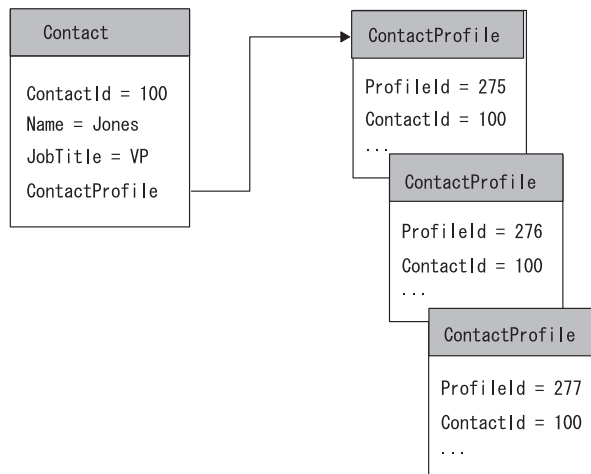 Contact
ContactId = 100
Name = Jones
JobTitle = VP
ContactProfile
ContactProfile
ProfileId = 275
ContactId = 100
...
ContactProfile
ProfileId = 276
ContactId = 100
...
ContactProfile
ProfileId = 277
ContactId = 100
...